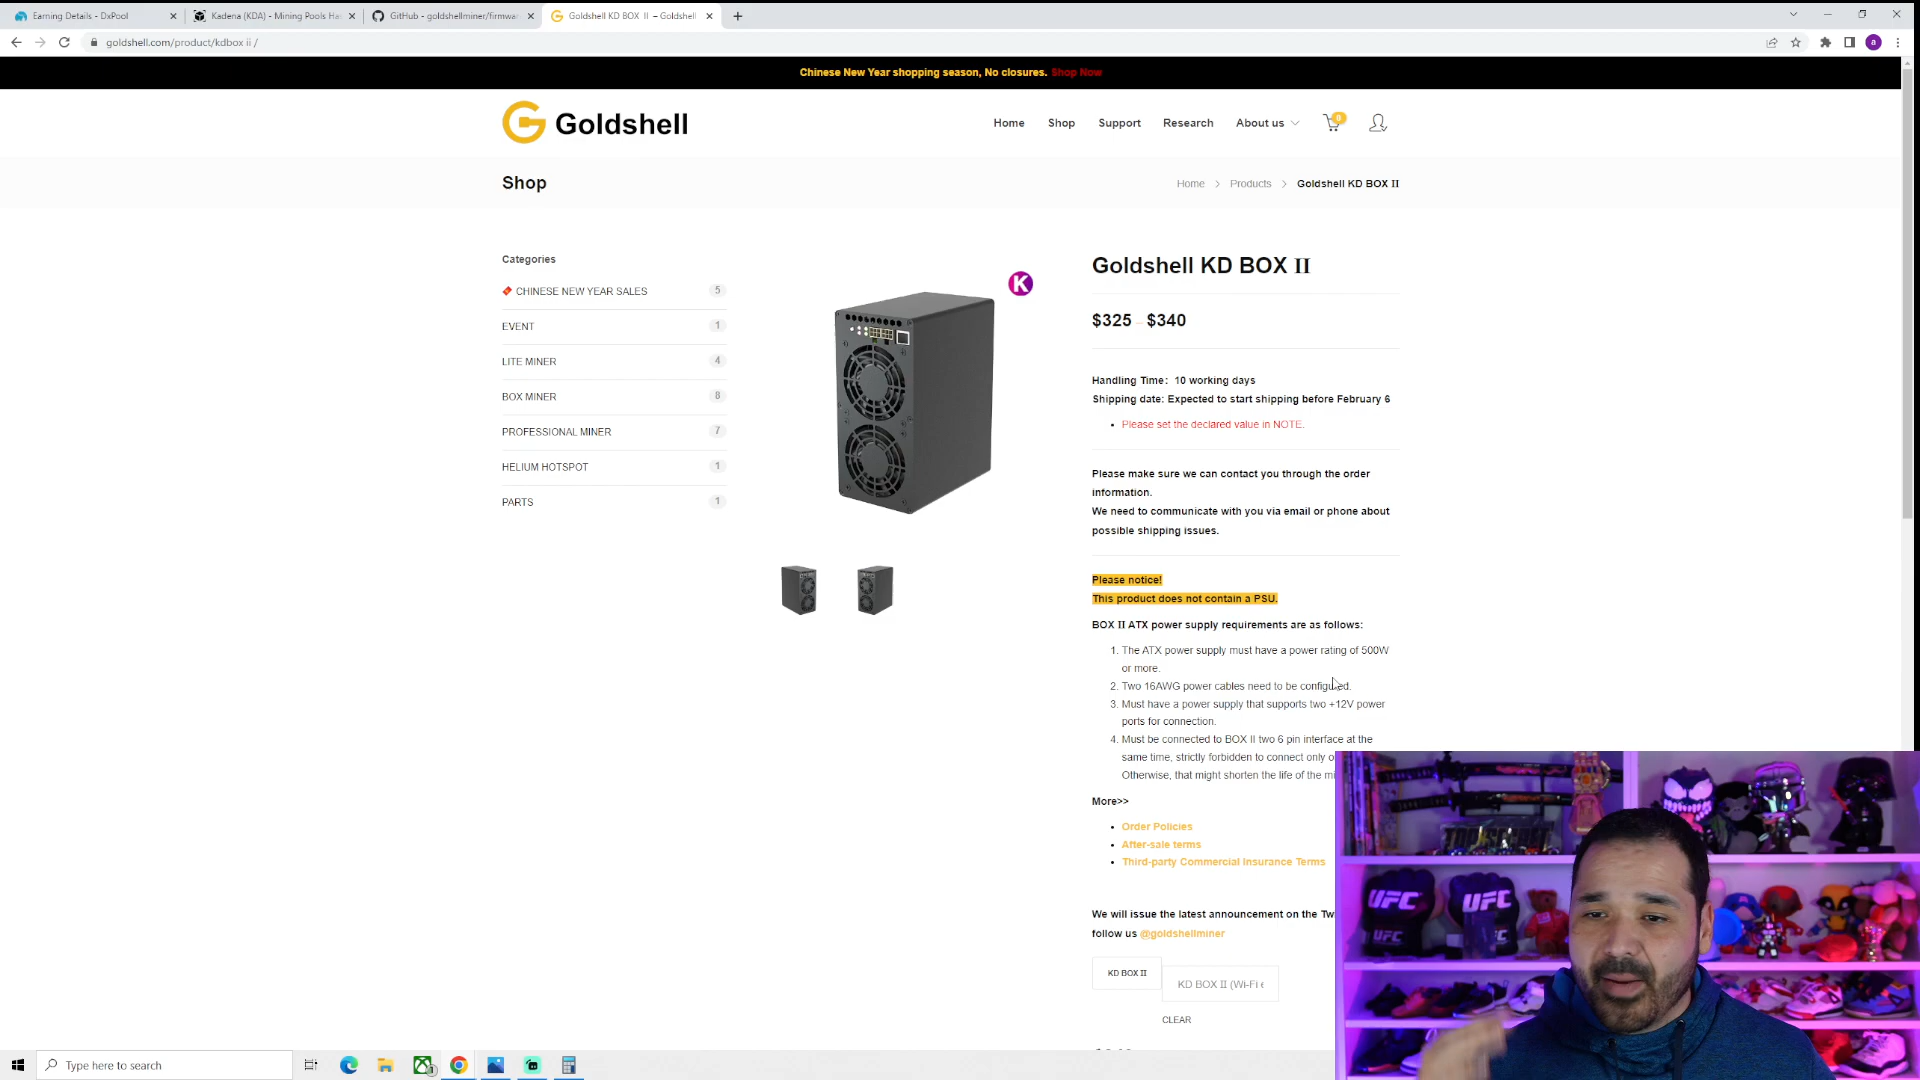 Earning Details - DxPool
Kadena (KDA) - Mining Pools Ha
GitHub - goldshellminer/firmwa
Goldshell KD BOX II – Goldshell
goldshell.com/product/kdbox ii /
a
Chinese New Year shopping season, No closures. Shop Now
Goldshell
Home
Shop
Support
Research
About us
0
Shop
Home
Products
Goldshell KD BOX II
Categories
CHINESE NEW YEAR SALES 5
EVENT 1
LITE MINER 4
BOX MINER 8
PROFESSIONAL MINER 7
HELIUM HOTSPOT 1
PARTS 1
K
Goldshell KD BOX II
$325 – $340
Handling Time: 10 working days
Shipping date: Expected to start shipping before February 6
Please set the declared value in NOTE.
Please make sure we can contact you through the order
information.
We need to communicate with you via email or phone about
possible shipping issues.
Please notice!
This product does not contain a PSU.
BOX II ATX power supply requirements are as follows:
1. The ATX power supply must have a power rating of 500W
or more.
2. Two 16AWG power cables need to be configured.
3. Must have a power supply that supports two +12V power
ports for connection.
4. Must be connected to BOX II two 6 pin interface at the
same time, strictly forbidden to connect only
Otherwise, that might shorten the life of the
More>>
Order Policies
After-sale terms
Third-party Commercial Insurance Terms
We will issue the latest announcement on the
follow us @goldshellminer
KD BOX II
KD BOX II (Wi-Fi
CLEAR
UFC
UFC
UFC
UFC
Type here to search
1